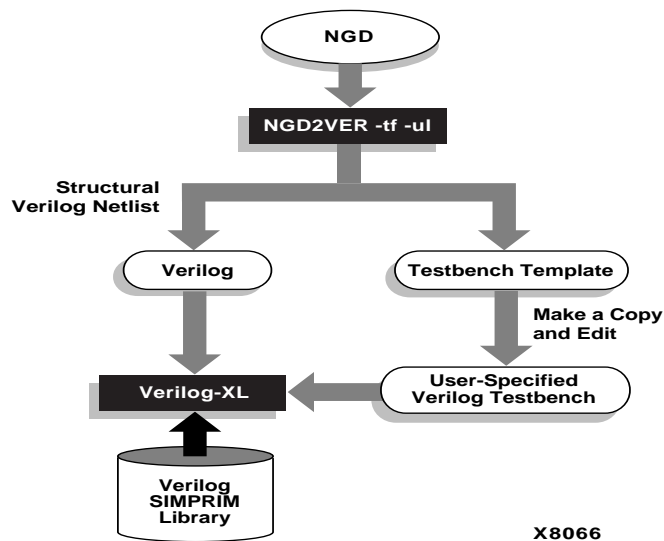 NGD
NGD2VER -tf -ul
Structural
Verilog Netlist
Verilog
Testbench Template
Make a Copy
and Edit
Verilog-XL
User-Specified
Verilog Testbench
Verilog
SIMPRIM
Library
X8066